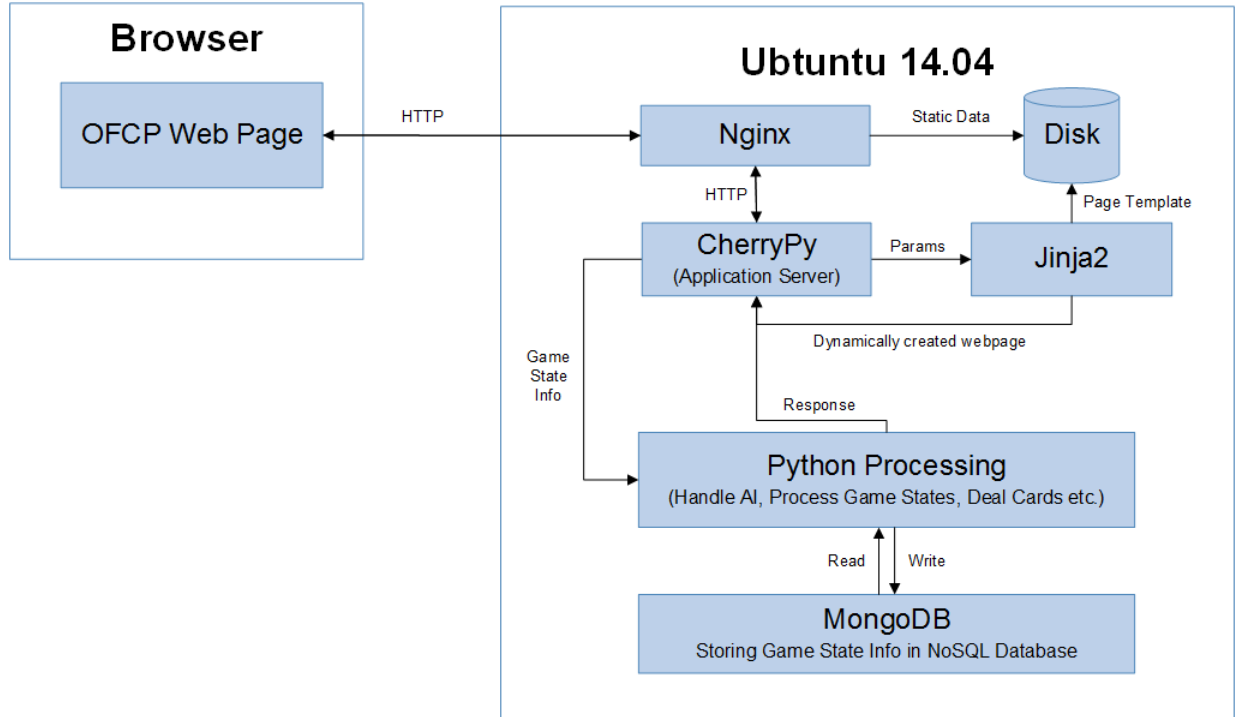 Browser
OFCP Web Page
HTTP
Ubtuntu 14.04
Nginx
Static Data
Disk
HTTP
Page Template
CherryPy
(Application Server)
Params
Jinja2
Dynamically created webpage
Game
State
Info
Response
Python Processing
(Handle AI, Process Game States, Deal Cards etc.)
Read
Write
MongoDB
Storing Game State Info in NoSQL Database